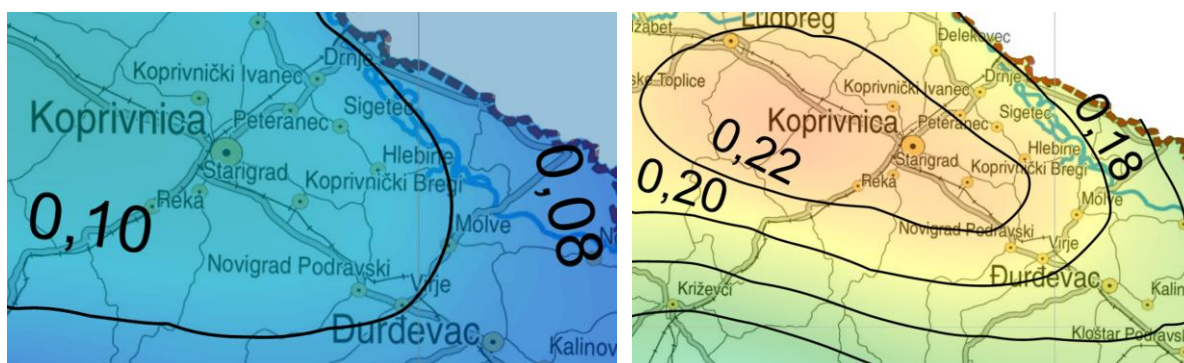 Drnje
Koprivnički Ivanec
Sigetec
Koprivnica
Peteranec
Hlebine
Starigrad
Koprivnički Bregi
0,08
Reka
0,10
Molve
Novigrad Podravski
Virje
Đurđevac
Kalinov
Ludbreg
Đelekovec
ske Toplice
Drnje
Koprivnički Ivanec
Sigetec
0,18
Koprivnica
Peteranec
Hlebine
0,22
Starigrad
Koprivnički Bregi
0,20
Reka
Molve
Novigrad Podravski
Virje
Đurđevac
Križevci
Kalin
Kloštar Podravsk